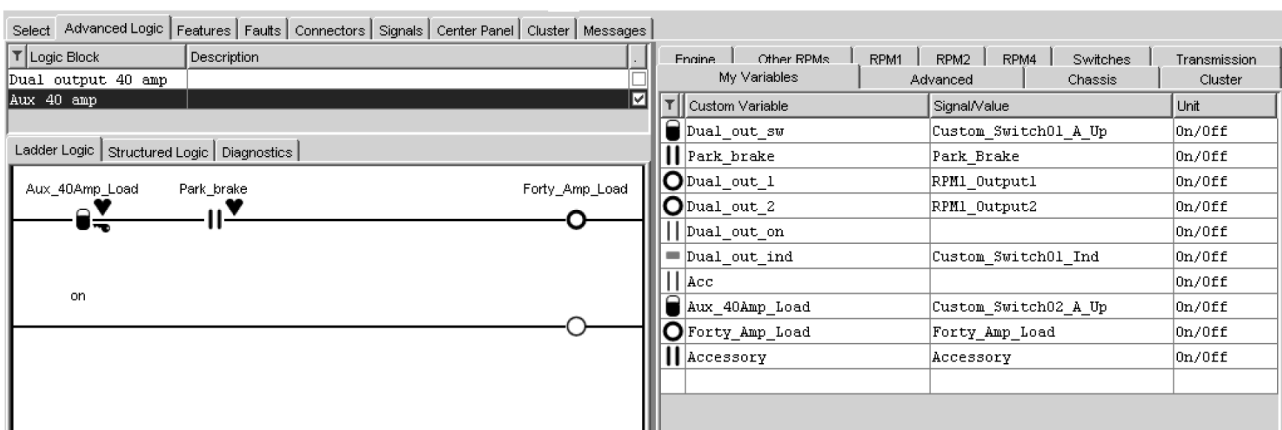 Select Advanced Logic Features Faults Connectors Signals Center Panel Cluster Messages
Logic Block Description .
Dual output 40 amp
Aux 40 amp
Ladder Logic Structured Logic Diagnostics
Aux_40Amp_Load Park_brake Forty_Amp_Load
on
Engine Other RPMs RPM1 RPM2 RPM4 Switches Transmission
My Variables Advanced Chassis Cluster
Custom Variable Signal/Value Unit
Dual_out_sw Custom_Switch01_A_Up On/Off
Park_brake Park_Brake On/Off
Dual_out_1 RPM1_Output1 On/Off
Dual_out_2 RPM1_Output2 On/Off
Dual_out_on On/Off
Dual_out_ind Custom_Switch01_Ind On/Off
Acc On/Off
Aux_40Amp_Load Custom_Switch02_A_Up On/Off
Forty_Amp_Load Forty_Amp_Load On/Off
Accessory Accessory On/Off